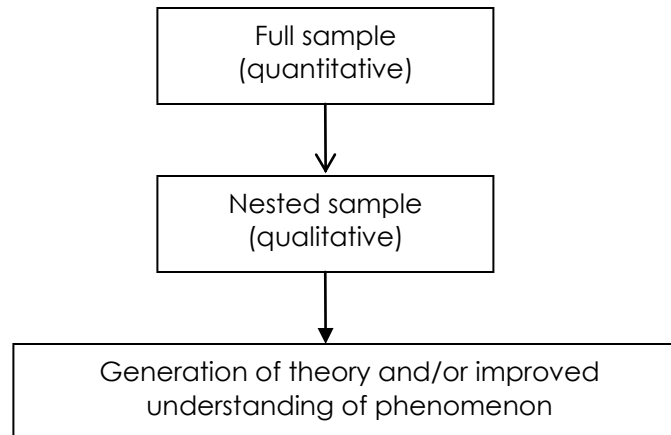 Full sample
(quantitative)
Nested sample
(qualitative)
Generation of theory and/or improved
understanding of phenomenon